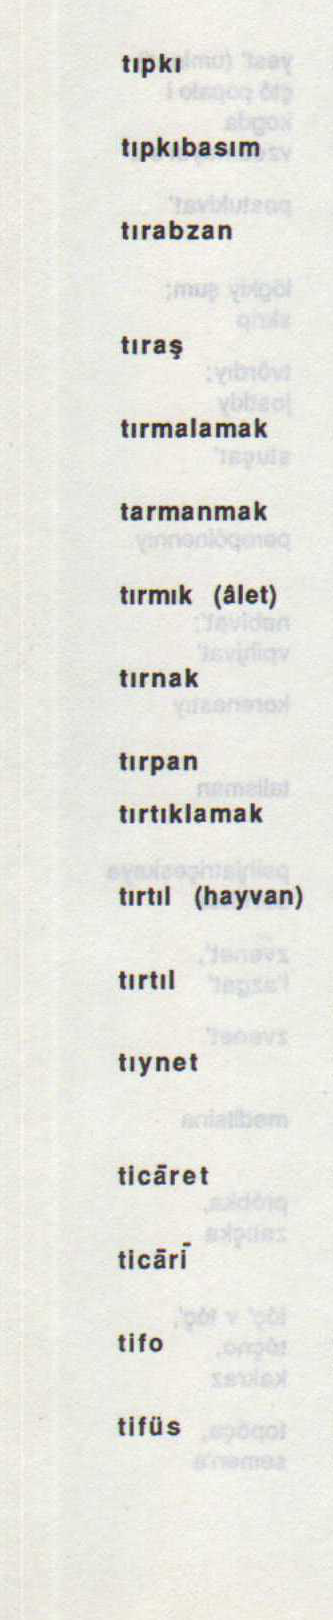 tıpkı
tıpkıbasım
tırabzan
tıraş
tırmalamak
tarmanmak
tırmık (âlet)
tırnak
tırpan
tırtıklamak
tırtıl (hayvan)
tırtıl
tıynet
ticāret
ticārī
tifo
tifüs